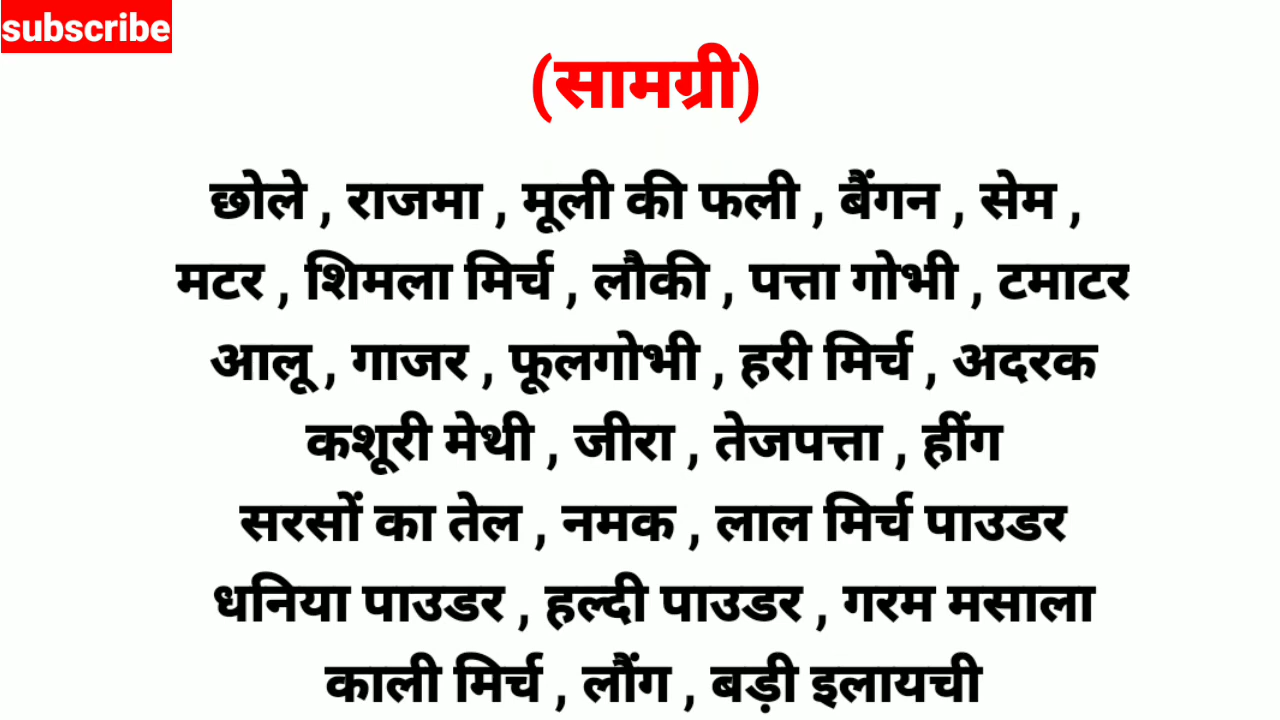 subscribe
(सामग्री)
छोले , राजमा , मूली की फली , बैंगन , सेम ,
मटर , शिमला मिर्च , लौकी , पत्ता गोभी , टमाटर
आलू , गाजर , फूलगोभी , हरी मिर्च , अदरक
कशूरी मेथी , जीरा , तेजपत्ता , हींग
सरसों का तेल , नमक , लाल मिर्च पाउडर
धनिया पाउडर , हल्दी पाउडर , गरम मसाला
काली मिर्च , लौंग , बड़ी इलायची